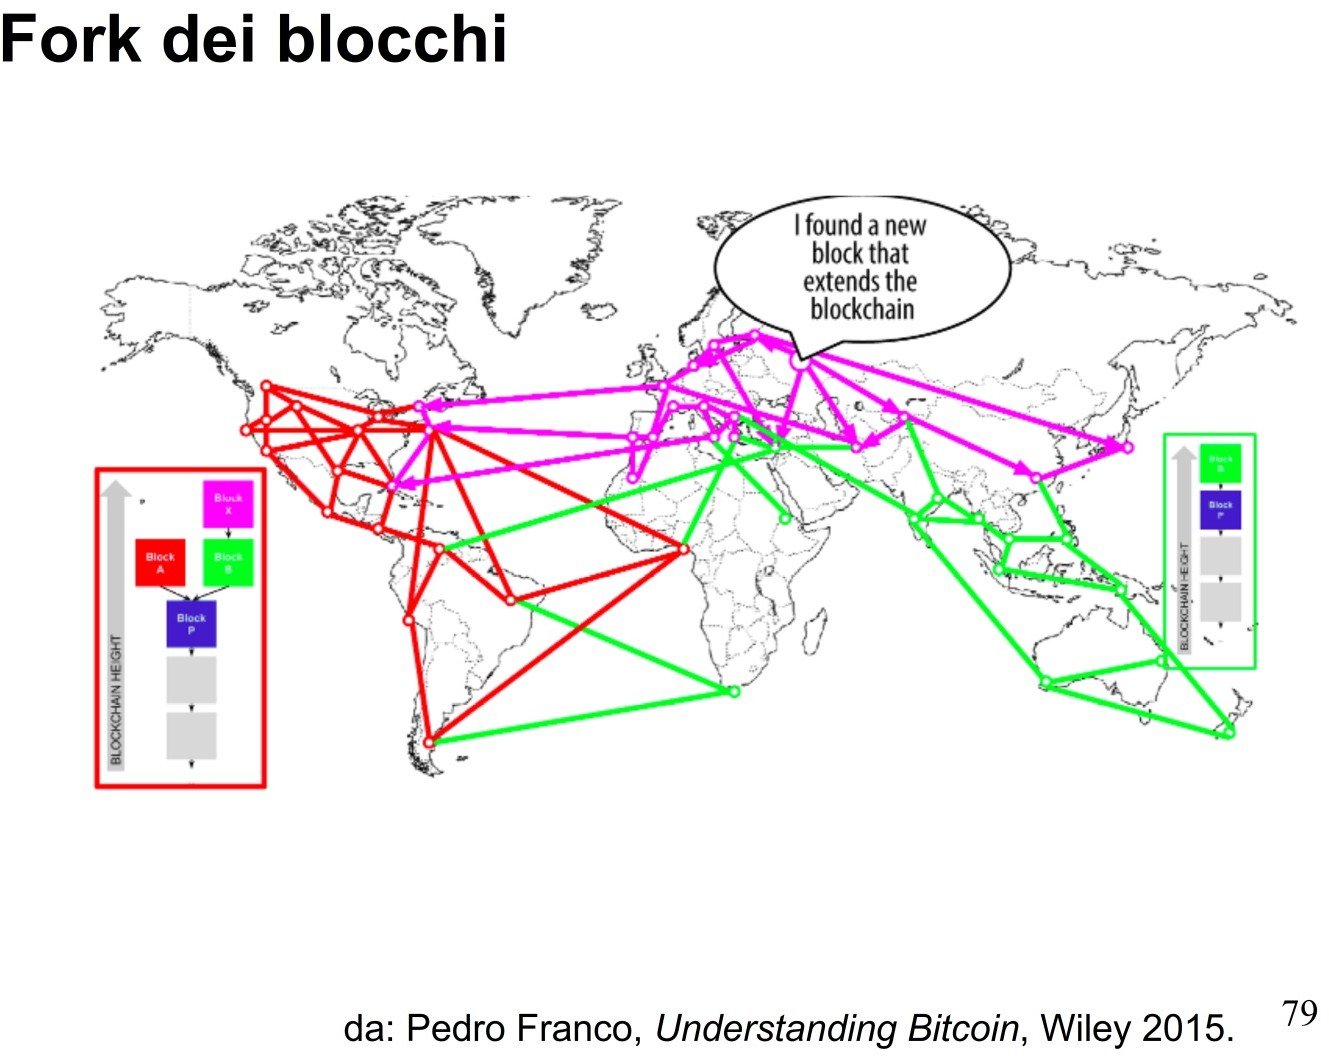 Fork dei blocchi
I found a new
block that
extends the
blockchain
BLOCKCHAIN HEIGHT
P
Block
X
Block
A
Block
B
Block
P
BLOCKCHAIN HEIGHT
Block
B
Block
P
da: Pedro Franco, Understanding Bitcoin, Wiley 2015.
79